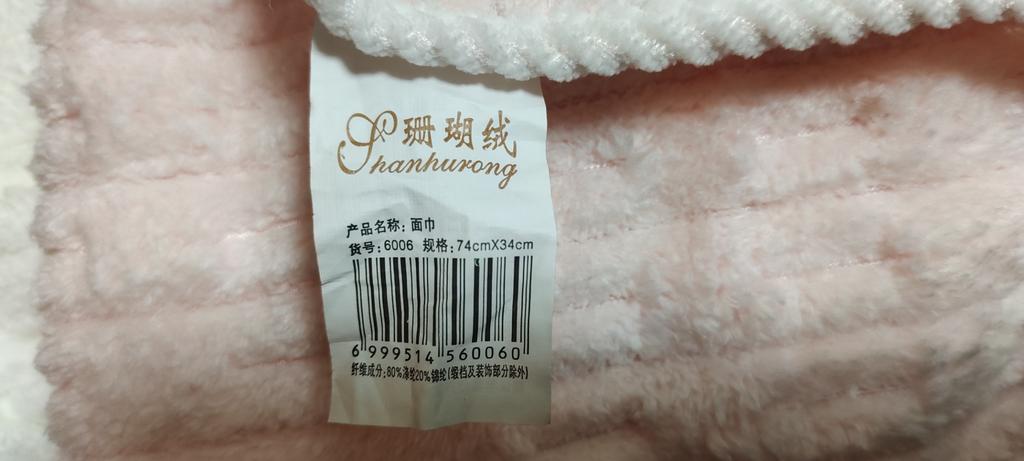 珊瑚绒
Shanhurong
产品名称：面巾
货号：6006 规格：74cmX34cm
6 999514 560060
纤维成分：80%涤纶20%锦纶(缎档及装饰部分除外)